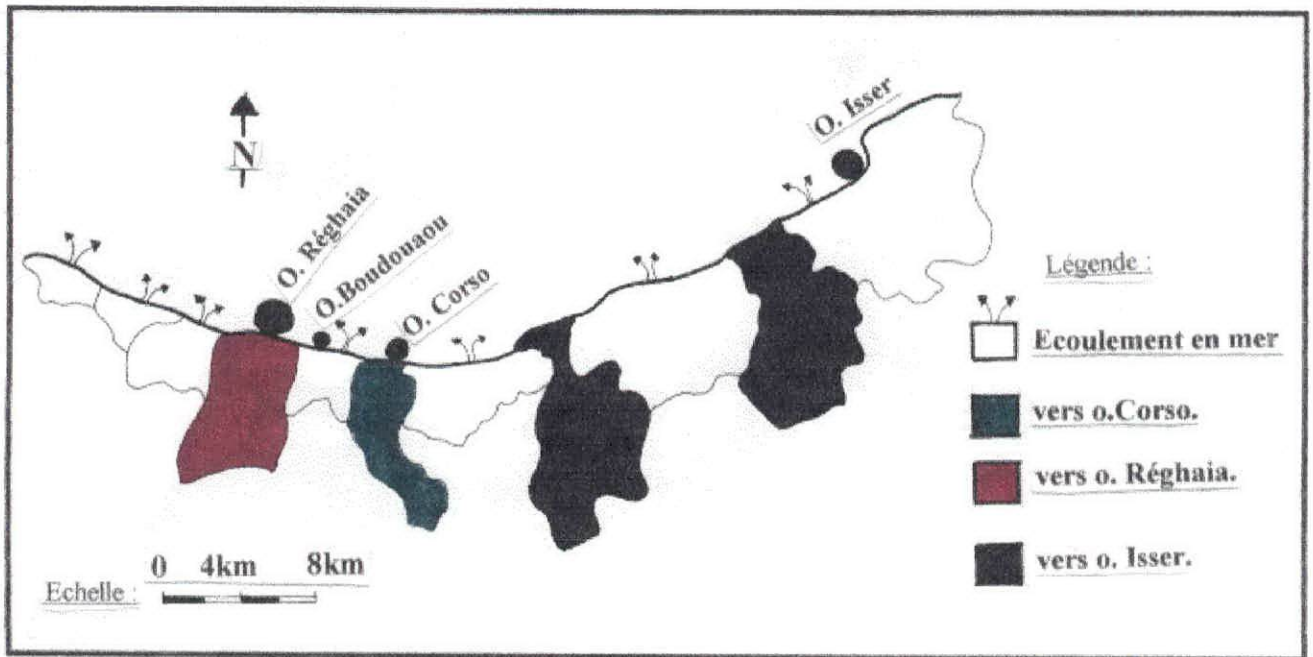 O. Isser
N
O. Réghaia
O.Boudouaou
O. Corso
Légende :
Ecoulement en mer
vers o.Corso.
vers o. Réghaia.
vers o. Isser.
0 4km 8km
Echelle :